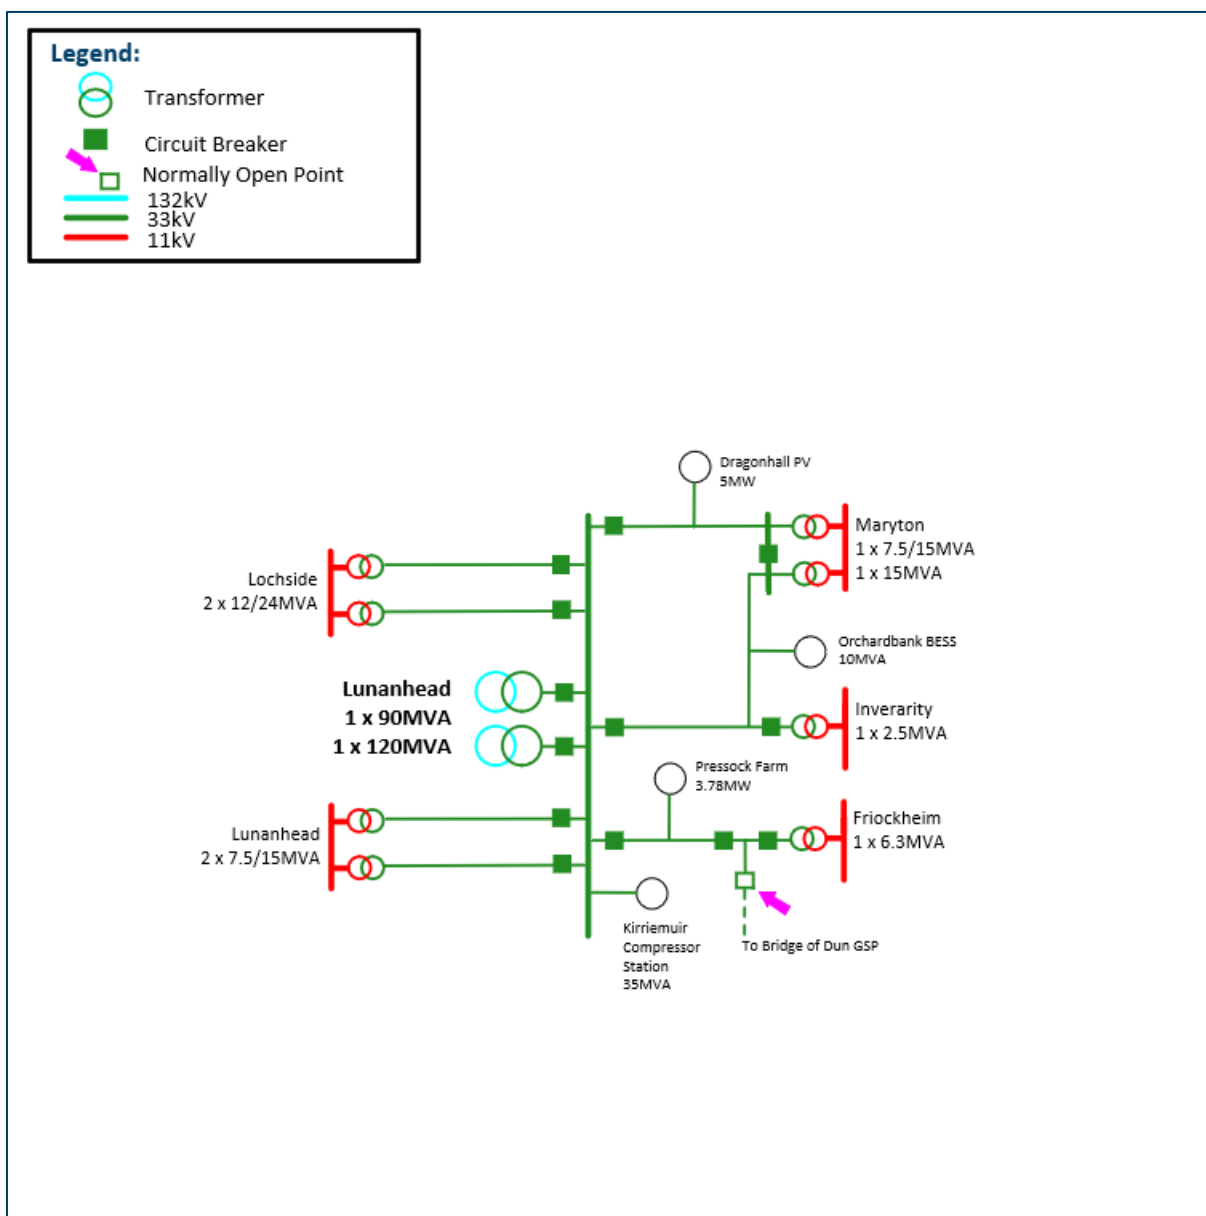 Legend:
Transformer
Circuit Breaker
Normally Open Point
132kV
33kV
11kV
Dragonhall PV
5MW
Maryton
1 x 7.5/15MVA
1 x 15MVA
Lochside
2 x 12/24MVA
Orchardbank BESS
10MVA
Lunanhead
1 x 90MVA
1 x 120MVA
Inverarity
1 x 2.5MVA
Pressock Farm
3.78MW
Lunanhead
2 x 7.5/15MVA
Friockheim
1 x 6.3MVA
Kirriemuir
Compressor
Station
35MVA
To Bridge of Dun GSP